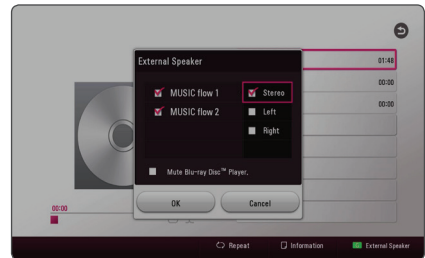 External Speaker
01:48
MUSIC flow 1
Stereo
00:00
MUSIC flow 2
Left
00:00
Right
Mute Blu-ray Disc™ Player.
OK
Cancel
00:00
Repeat
Information
External Speaker